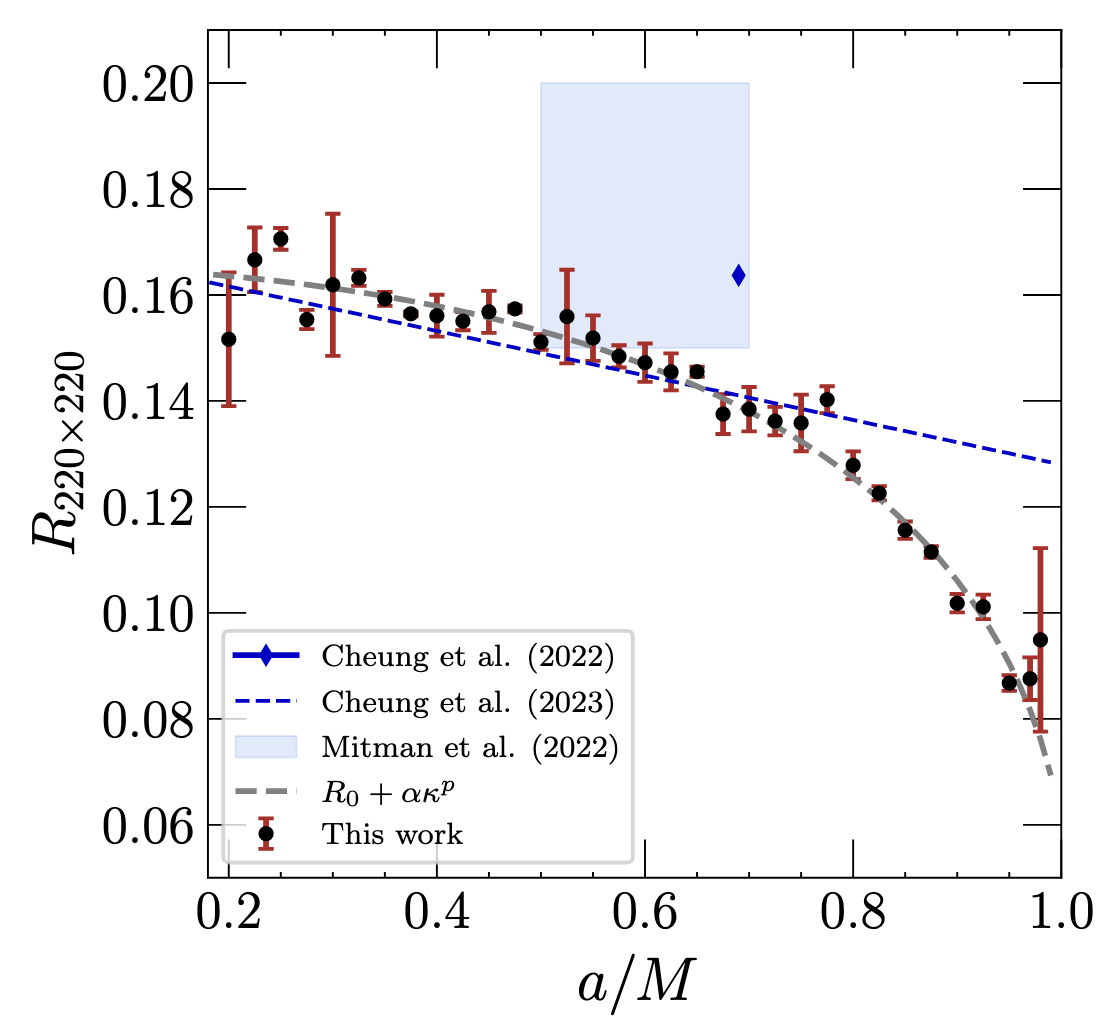 0.20
0.18
0.16
0.14
0.12
0.10
0.08
0.06
R₂₂₀×₂₂₀
Cheung et al. (2022)
Cheung et al. (2023)
Mitman et al. (2022)
R₀ + ακᵖ
This work
0.2 0.4 0.6 0.8 1.0
a/M